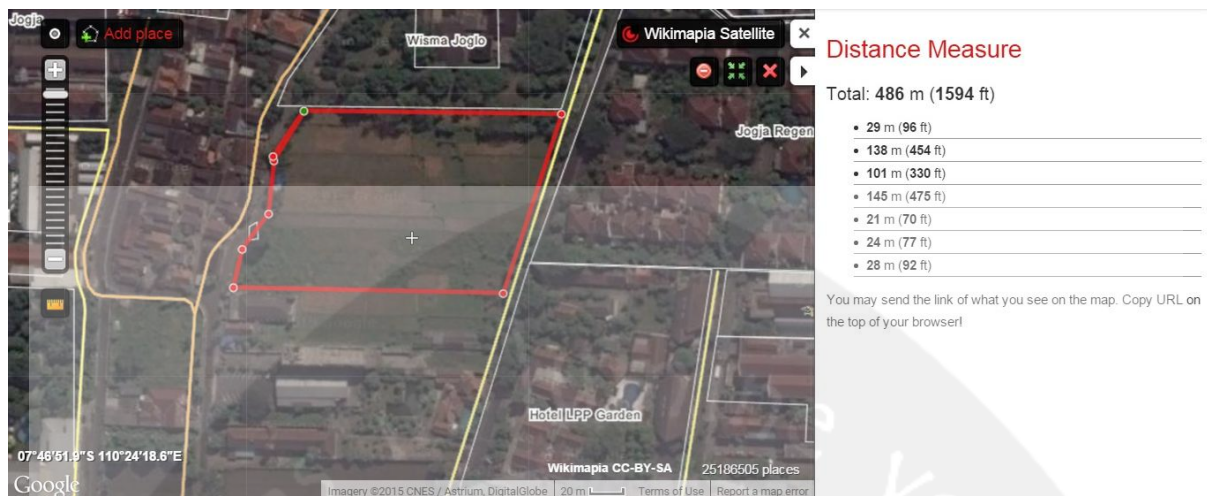 Jogja
Add place
Wisma Joglo
Wikimapia Satellite
Jogja Regen
Hotel LPP Garden
07°46'51.9"S 110°24'18.6"E
Wikimapia CC-BY-SA
25186505 places
Google
Imagery ©2015 CNES / Astrium, DigitalGlobe
20 m
Terms of Use
Report a map error
Distance Measure
Total: 486 m (1594 ft)
29 m (96 ft)
138 m (454 ft)
101 m (330 ft)
145 m (475 ft)
21 m (70 ft)
24 m (77 ft)
28 m (92 ft)
You may send the link of what you see on the map. Copy URL on
the top of your browser!